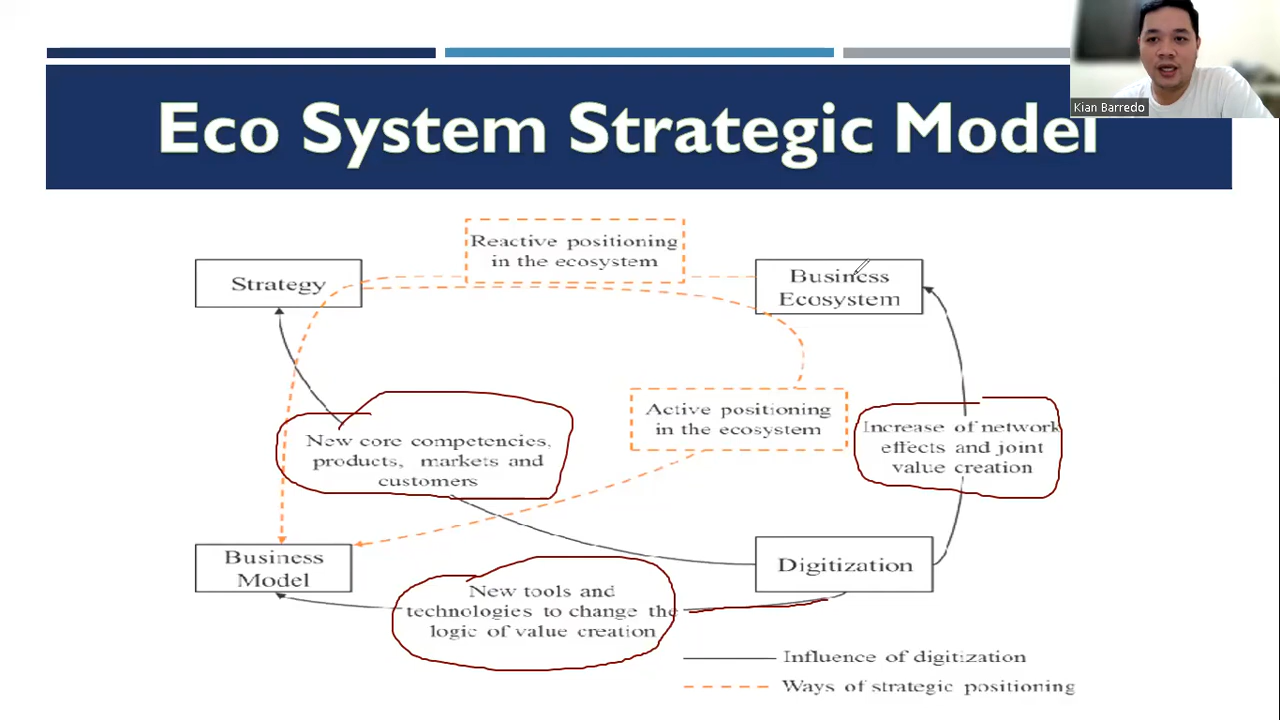 Eco System Strategic Model
Kian Barredo
Reactive positioning
in the ecosystem
Strategy
Business
Ecosystem
Active positioning
in the ecosystem
New core competencies,
products, markets and
customers
Increase of network
effects and joint
value creation
Business
Model
Digitization
New tools and
technologies to change the
logic of value creation
Influence of digitization
Ways of strategic positioning